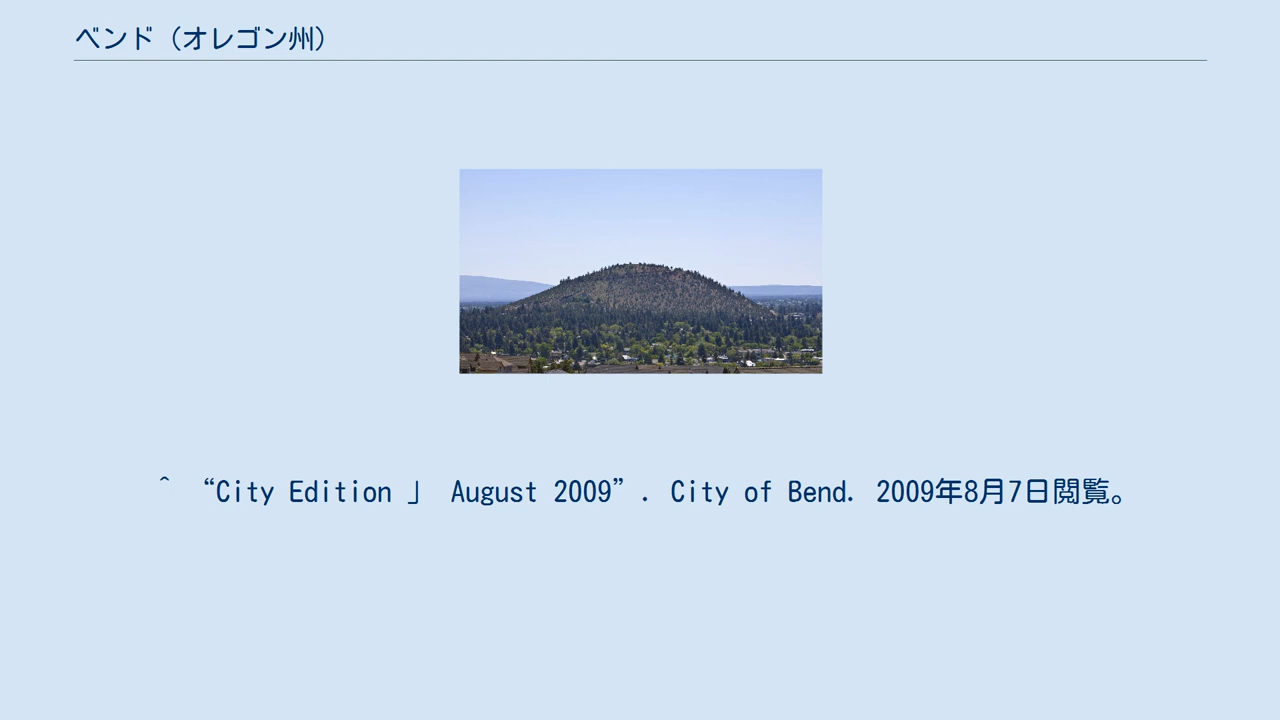 ベンド（オレゴン州）
^ “City Edition 」 August 2009”. City of Bend. 2009年8月7日閲覧。